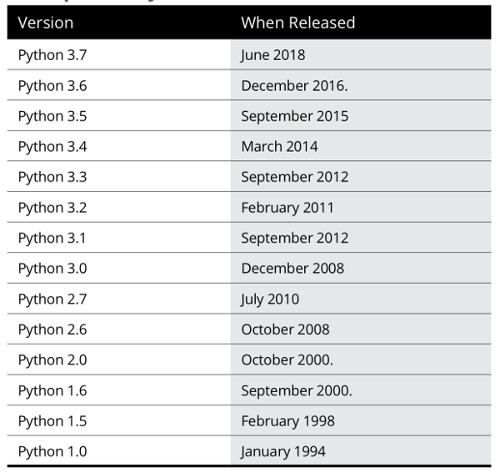 Version When Released
Python 3.7 June 2018
Python 3.6 December 2016.
Python 3.5 September 2015
Python 3.4 March 2014
Python 3.3 September 2012
Python 3.2 February 2011
Python 3.1 September 2012
Python 3.0 December 2008
Python 2.7 July 2010
Python 2.6 October 2008
Python 2.0 October 2000.
Python 1.6 September 2000.
Python 1.5 February 1998
Python 1.0 January 1994